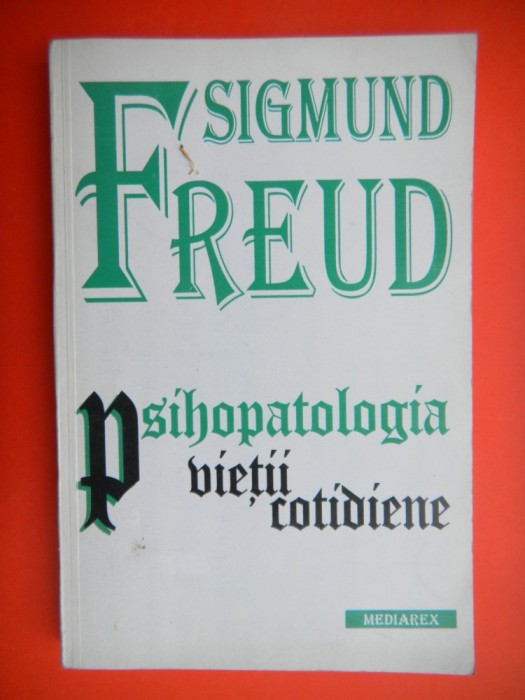 SIGMUND
FREUD
Psihopatologia
vieții
cotidiene
MEDIAREX